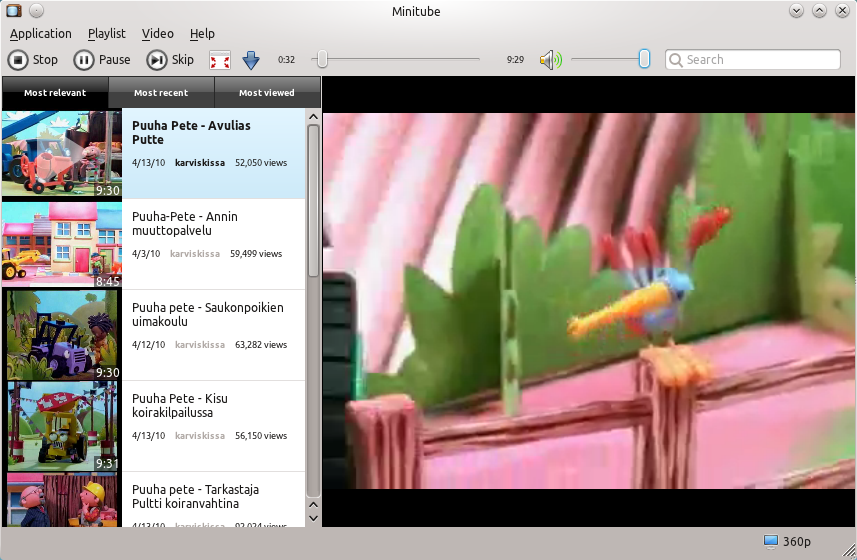 Minitube
Application Playlist Video Help
Stop Pause Skip 0:32 9:29 Search
Most relevant Most recent Most viewed
Puuha Pete - Avulias
Putte
4/13/10 karviskissa 52,050 views
9:30
Puuha-Pete - Annin
muuttopalvelu
4/3/10 karviskissa 59,499 views
8:45
Puuha pete - Saukonpoikien
uimakoulu
4/12/10 karviskissa 63,282 views
9:30
Puuha Pete - Kisu
koirakilpailussa
4/13/10 karviskissa 56,150 views
9:31
Puuha pete - Tarkastaja
Pultti koiranvahtina
4/13/10 karviskissa 92,024 views
360p